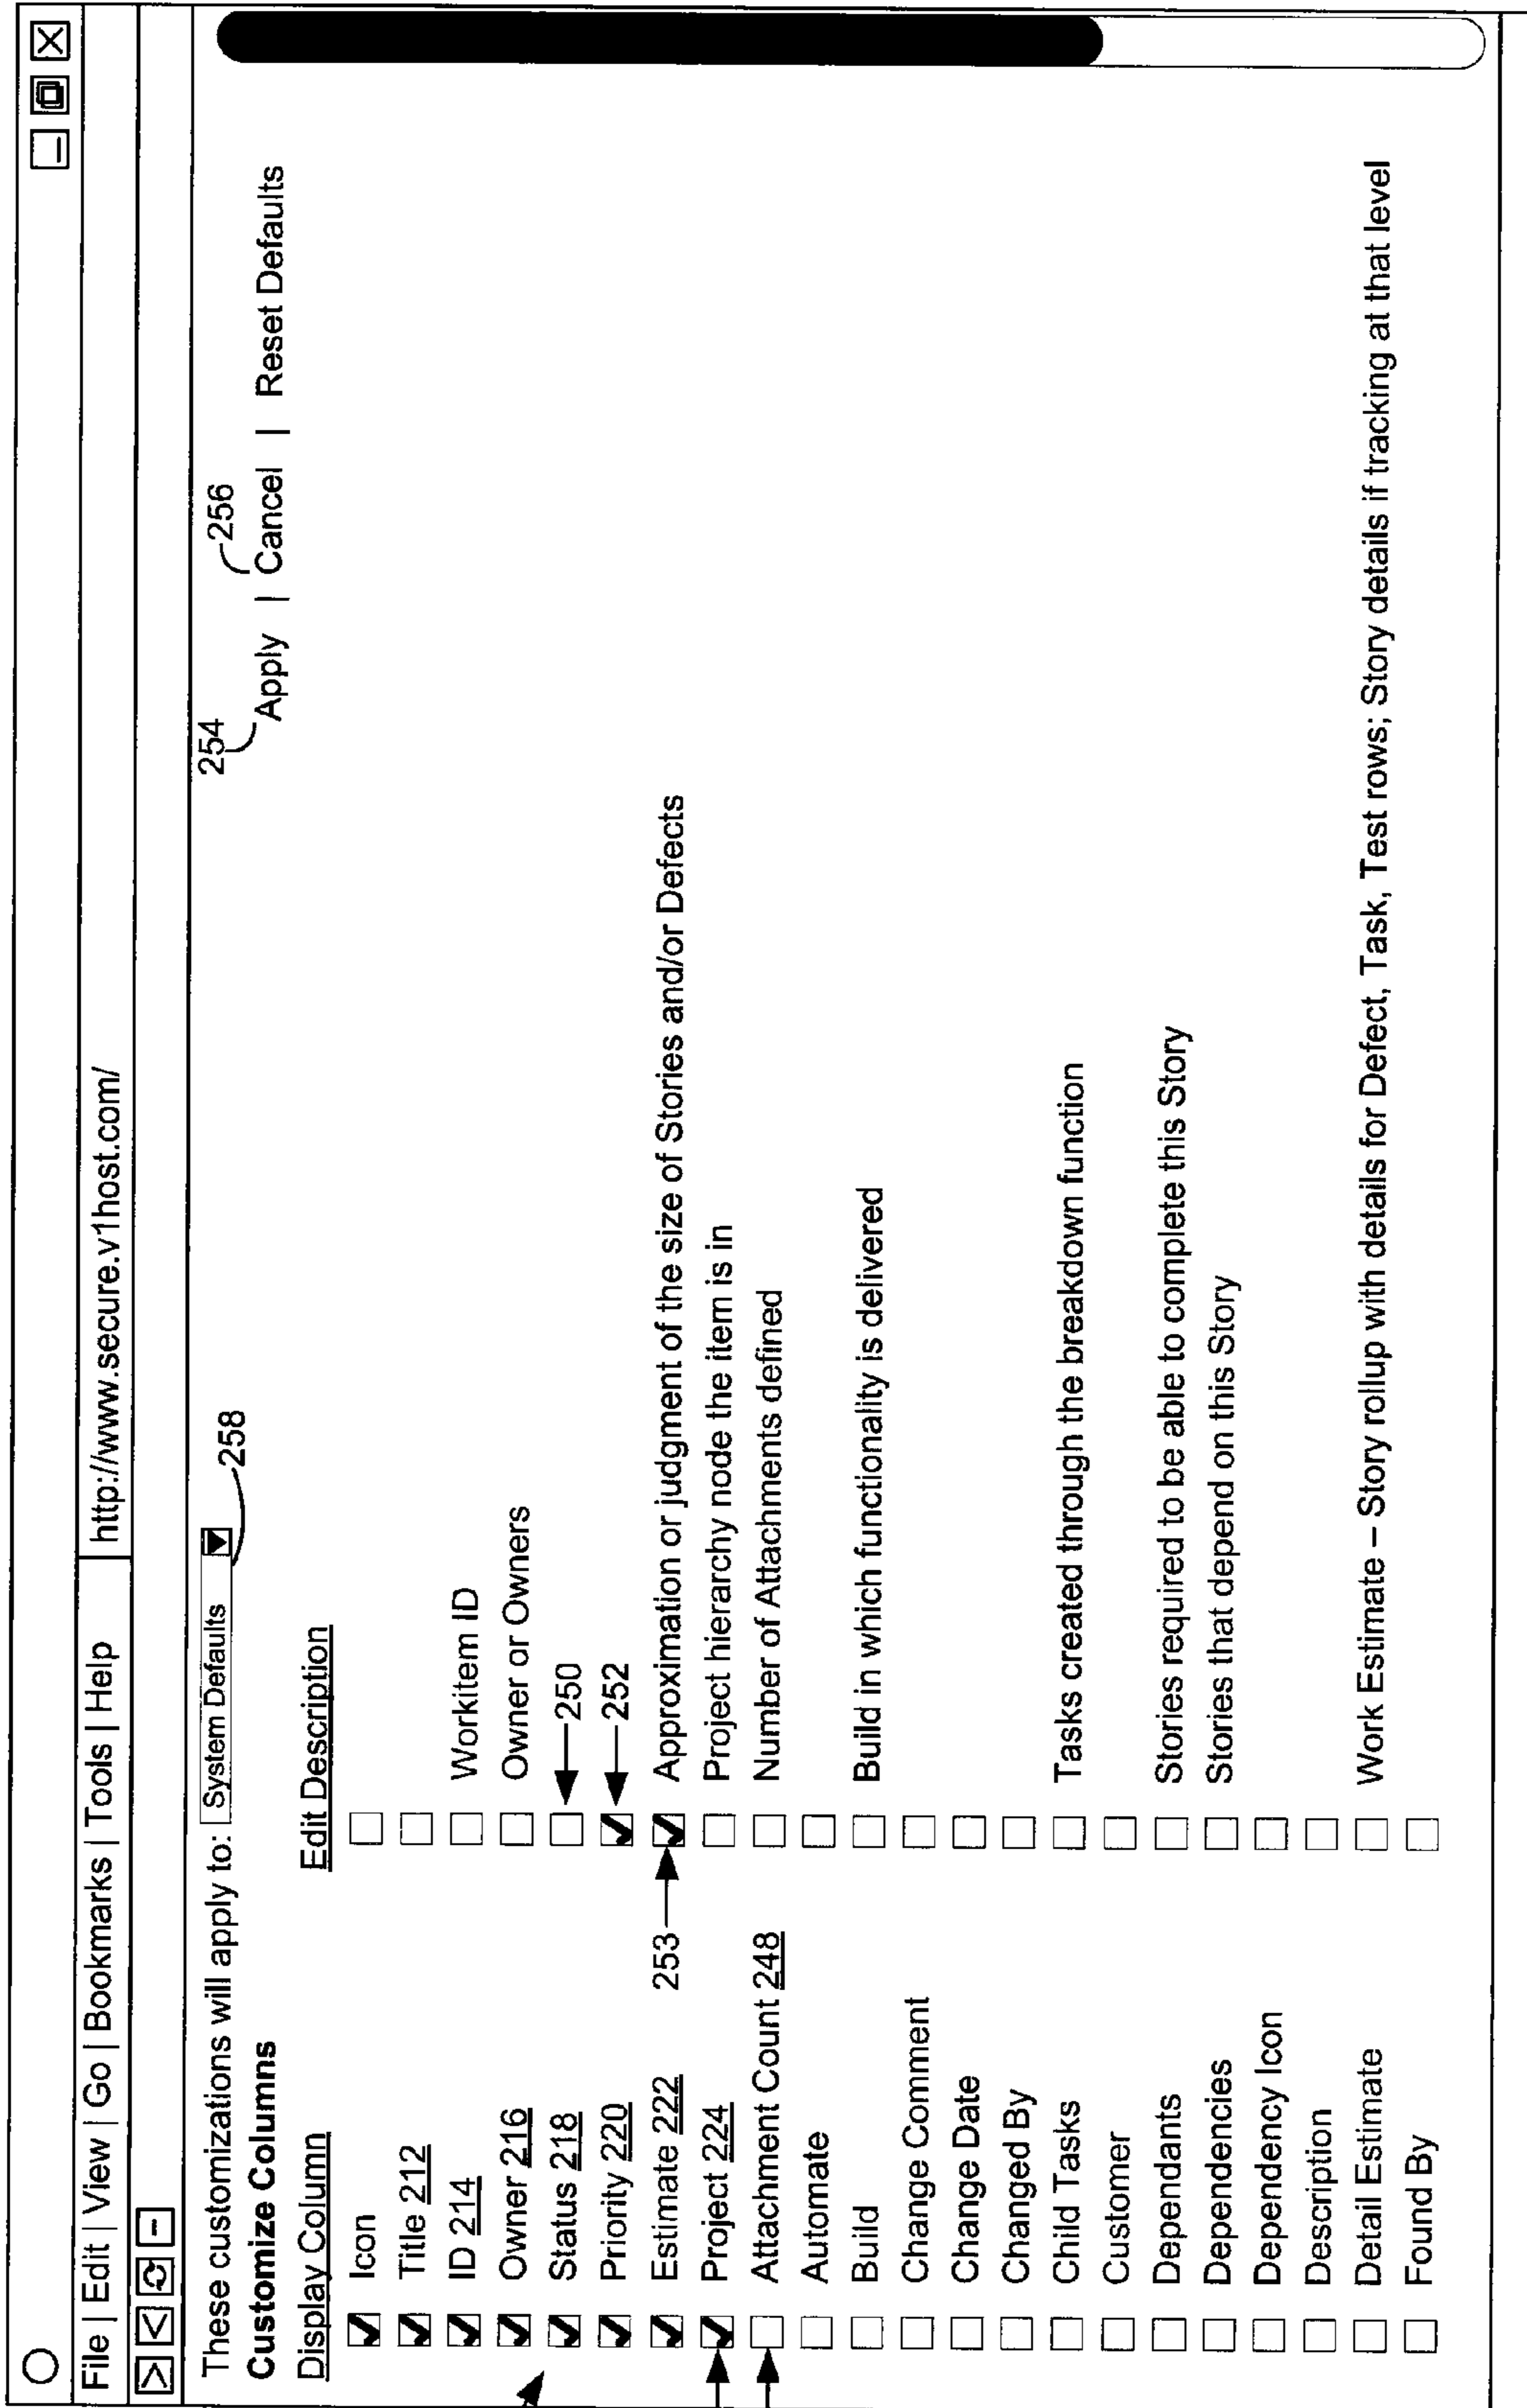 File | Edit | View | Go | Bookmarks | Tools | Help http://www.secure.v1host.com/
These customizations will apply to: System Defaults 258
254 256
Apply | Cancel | Reset Defaults
Customize Columns
Display Column Edit Description
Icon
Title 212
ID 214 Workitem ID
Owner 216 Owner or Owners
Status 218 250
Priority 220 252
Estimate 222 253 Approximation or judgment of the size of Stories and/or Defects
Project 224 Project hierarchy node the item is in
Attachment Count 248 Number of Attachments defined
Automate
Build Build in which functionality is delivered
Change Comment
Change Date
Changed By
Child Tasks Tasks created through the breakdown function
Customer
Dependants Stories required to be able to complete this Story
Dependencies Stories that depend on this Story
Dependency Icon
Description
Detail Estimate Work Estimate – Story rollup with details for Defect, Task, Test rows; Story details if tracking at that level
Found By